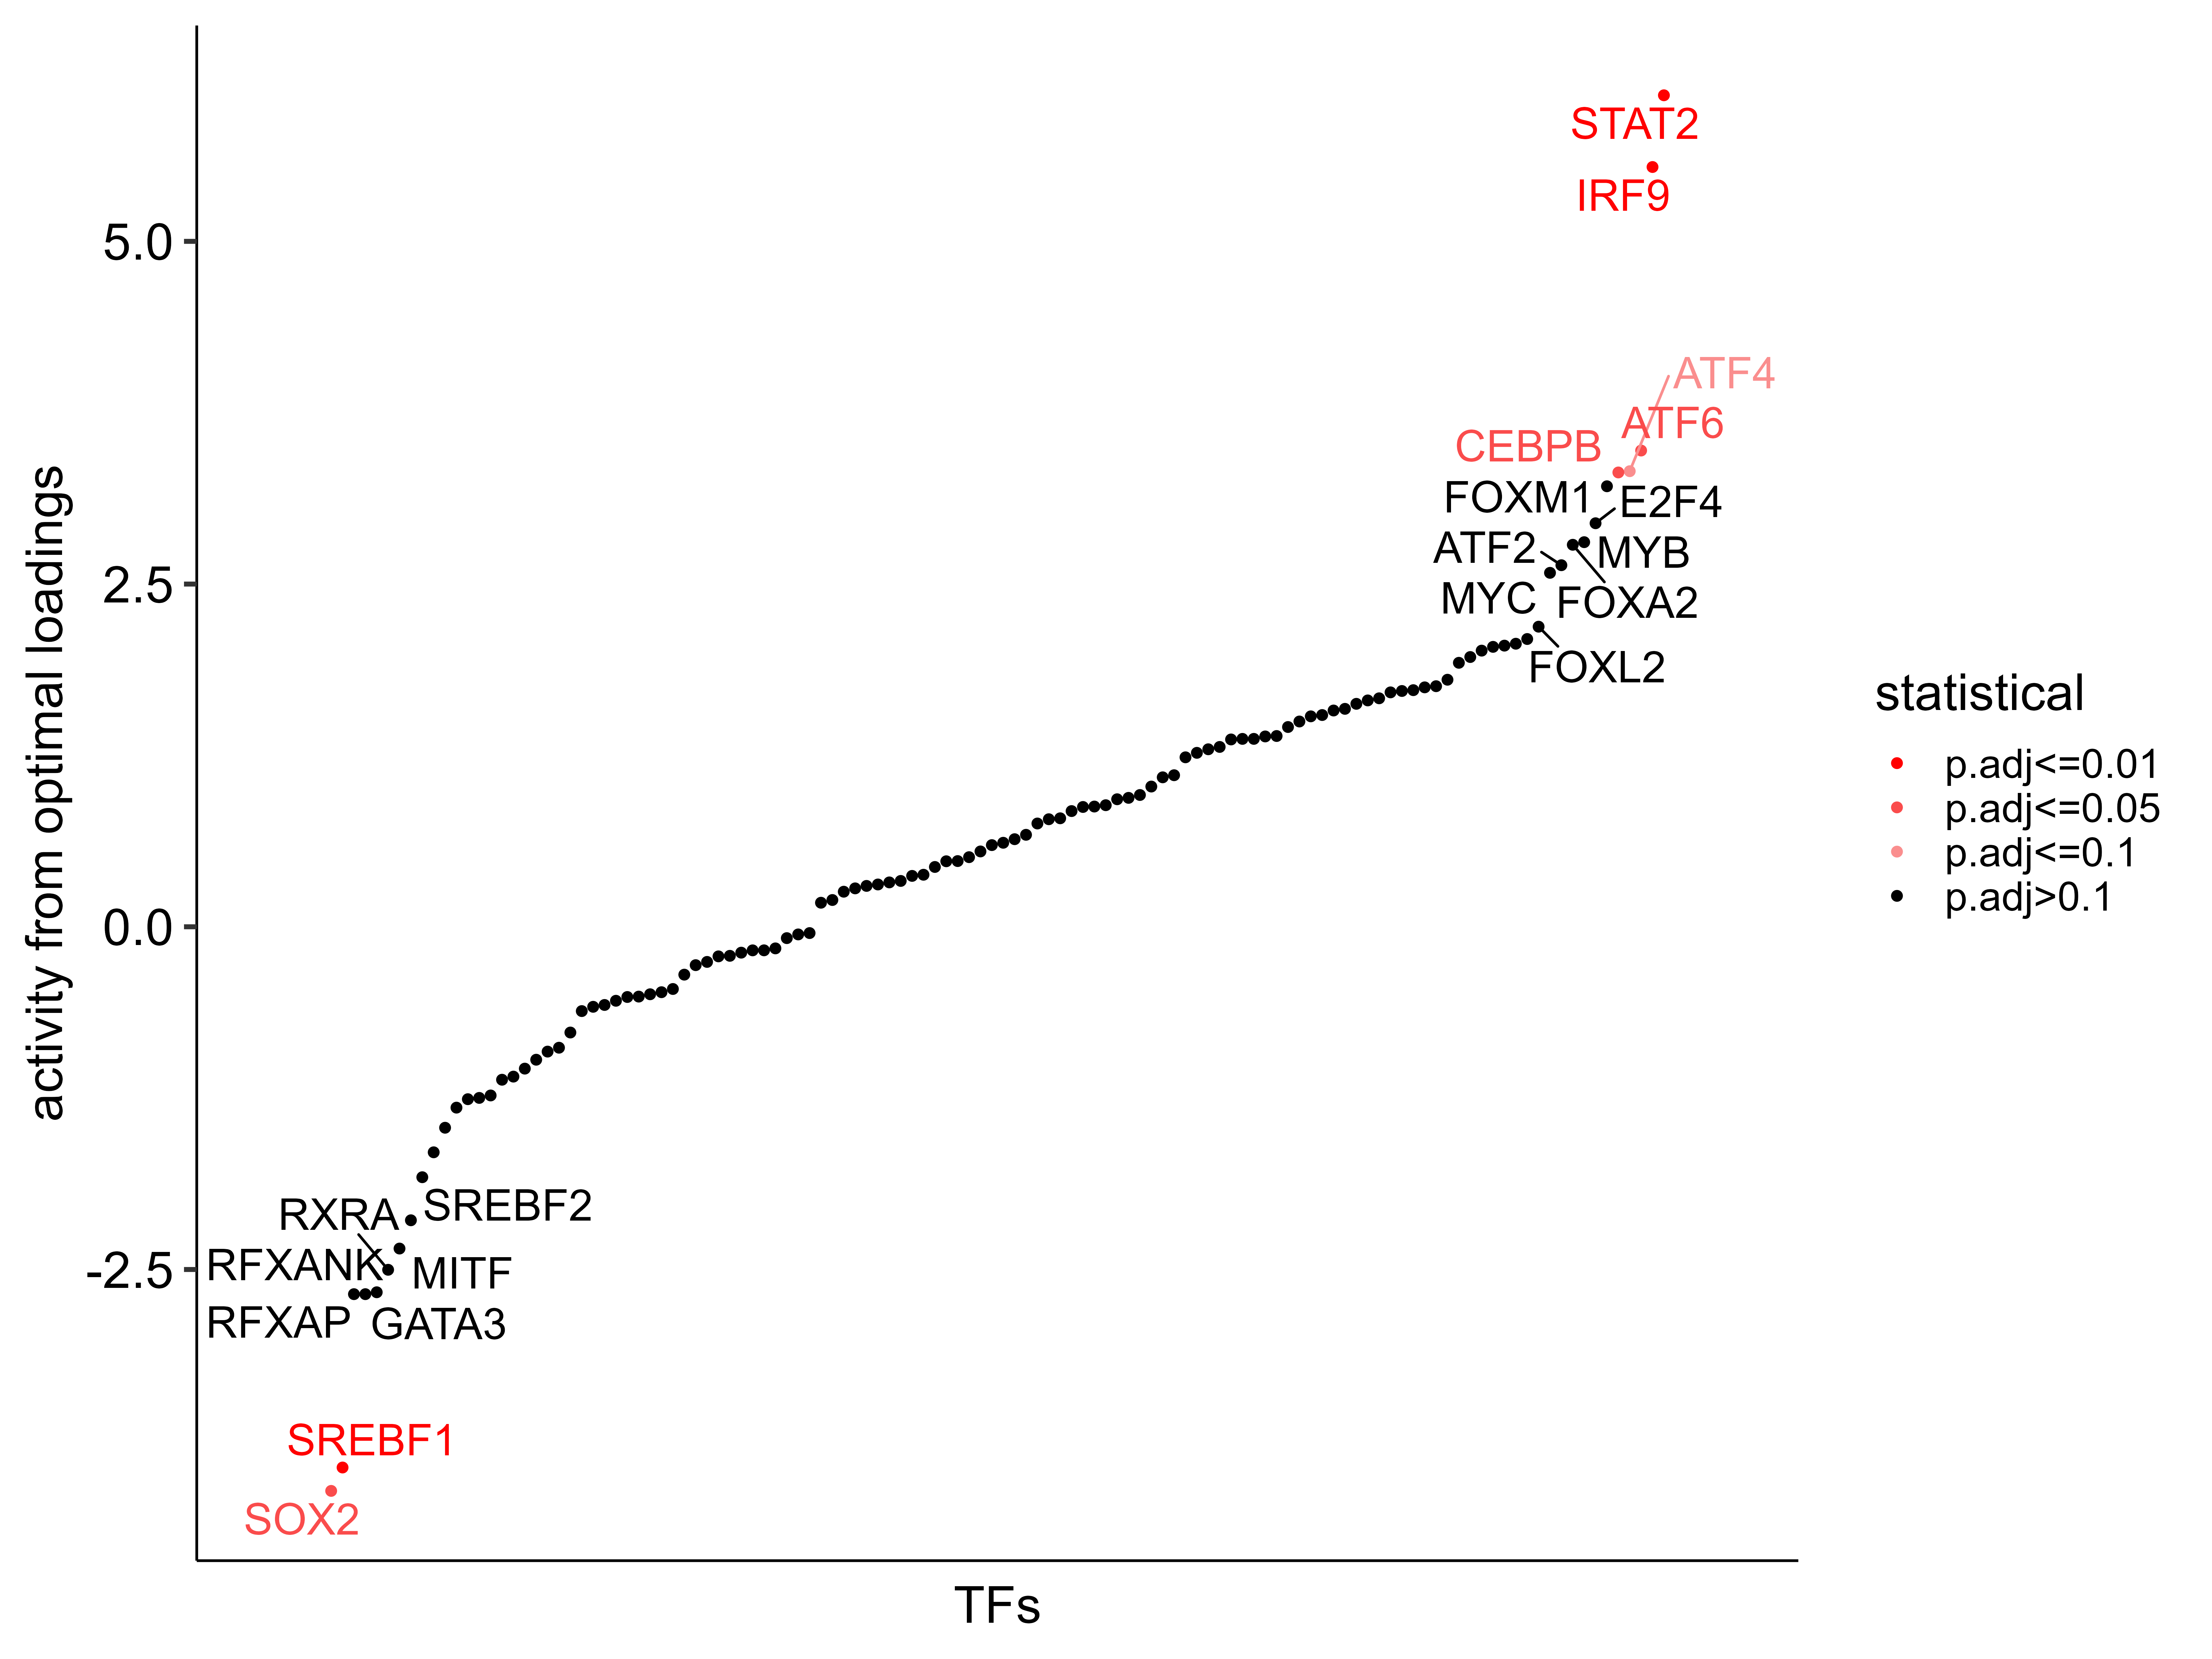 STAT2
IRF9
5.0
ATF4
ATF6
CEBPB
FOXM1
E2F4
ATF2
MYB
2.5
MYC
FOXA2
FOXL2
activity from optimal loadings
statistical
p.adj<=0.01
p.adj<=0.05
p.adj<=0.1
p.adj>0.1
0.0
RXRA
SREBF2
RFXANK
MITF
-2.5
RFXAP
GATA3
SREBF1
SOX2
TFs